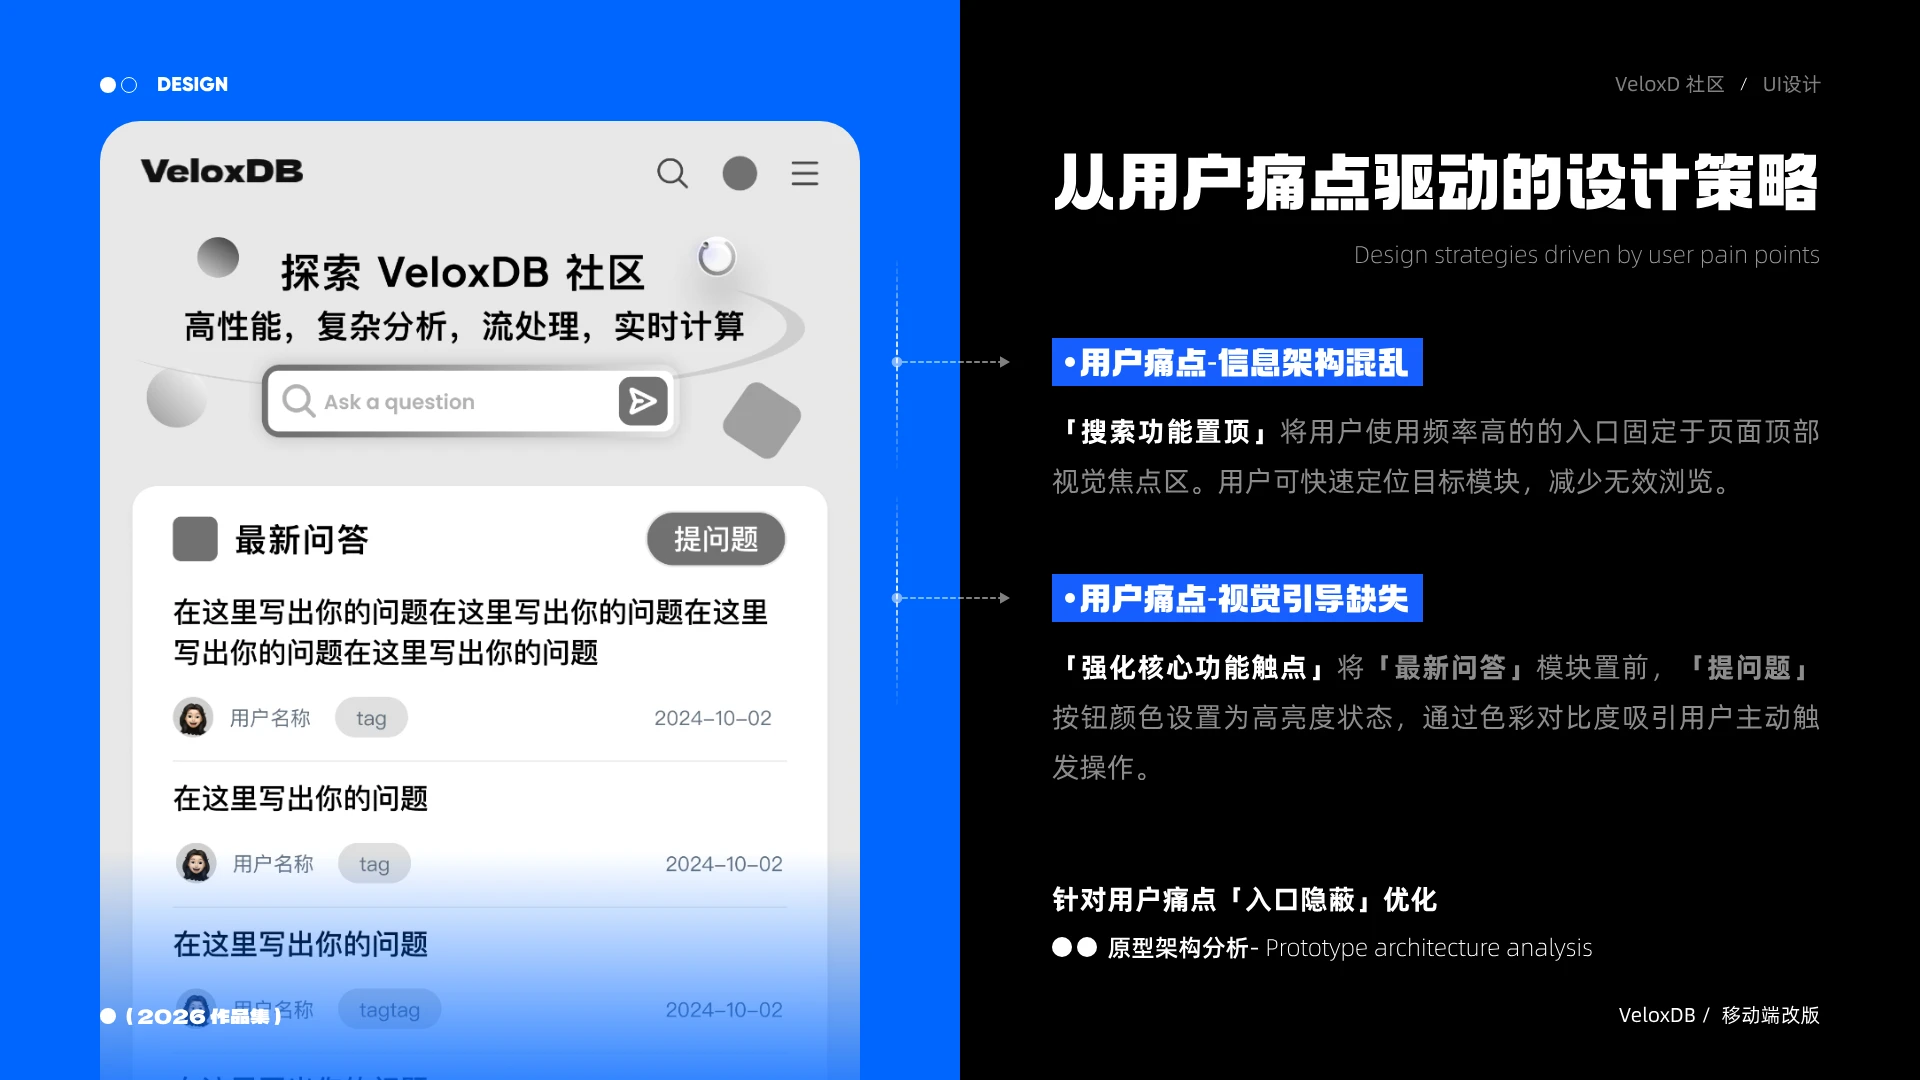 DESIGN
VeloxDB
探索 VeloxDB 社区
高性能，复杂分析，流处理，实时计算
Ask a question
最新问答
提问题
在这里写出你的问题在这里写出你的问题在这里
写出你的问题在这里写出你的问题
用户名称 tag 2024-10-02
在这里写出你的问题
用户名称 tag 2024-10-02
在这里写出你的问题
用户名称 tagtag 2024-10-02
(2026 作品集)
VeloxD 社区 / UI设计
从用户痛点驱动的设计策略
Design strategies driven by user pain points
•用户痛点-信息架构混乱
「搜索功能置顶」将用户使用频率高的的入口固定于页面顶部
视觉焦点区。用户可快速定位目标模块，减少无效浏览。
•用户痛点-视觉引导缺失
「强化核心功能触点」将「最新问答」模块置前，「提问题」
按钮颜色设置为高亮度状态，通过色彩对比度吸引用户主动触
发操作。
针对用户痛点「入口隐蔽」优化
原型架构分析- Prototype architecture analysis
VeloxDB / 移动端改版